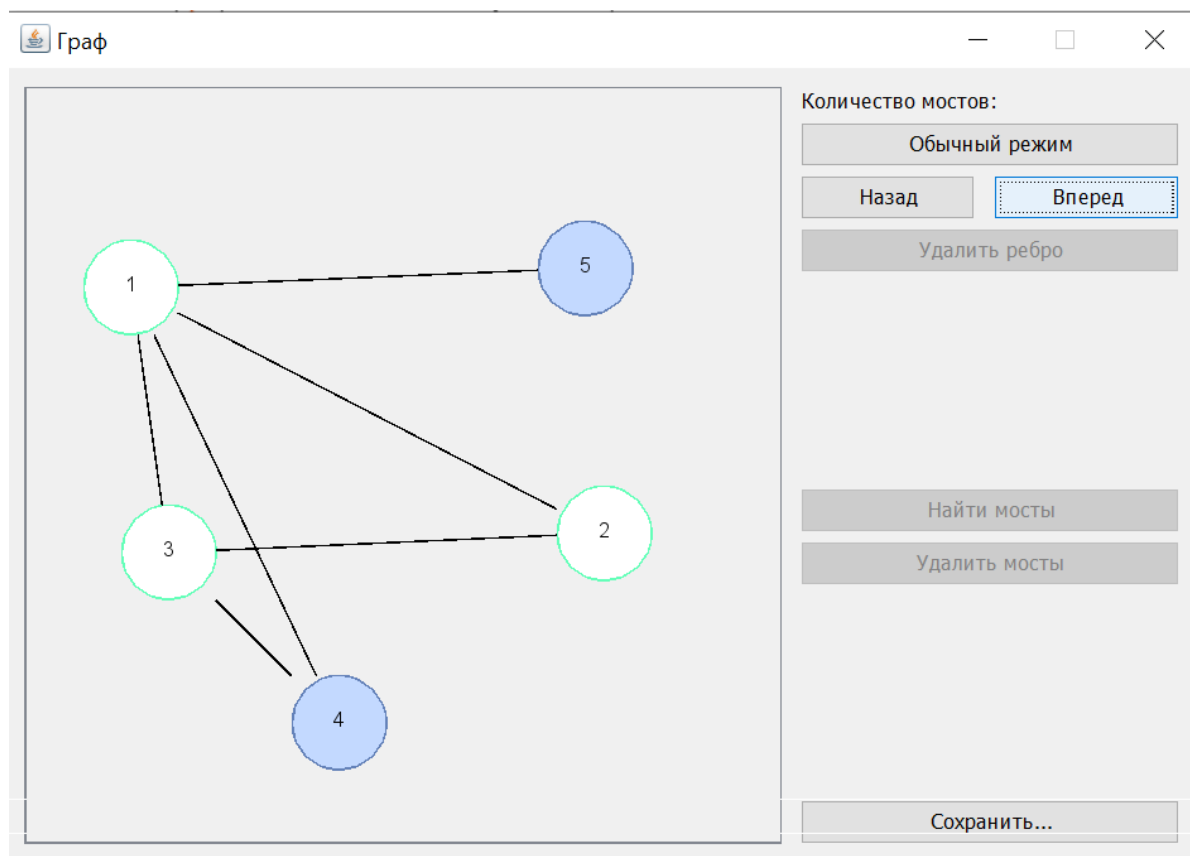 Граф
Количество мостов:
Обычный режим
Назад Вперед
Удалить ребро
1
5
3
2
4
Найти мосты
Удалить мосты
Сохранить...